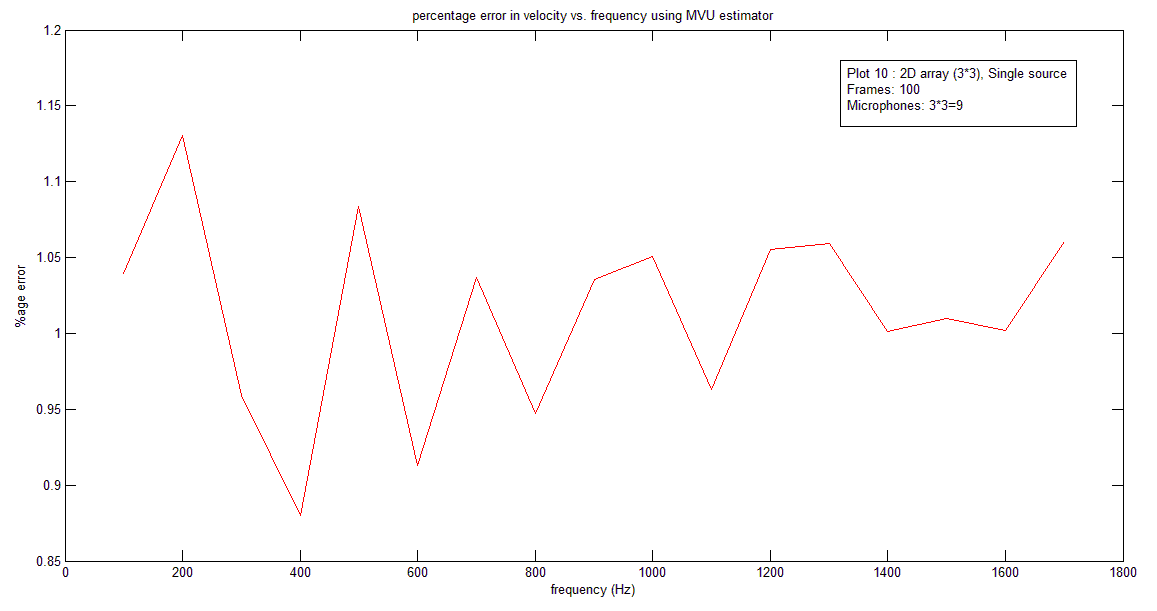 percentage error in velocity vs. frequency using MVU estimator
Plot 10 : 2D array (3*3), Single source
Frames: 100
Microphones: 3*3=9
%age error
1.2
1.15
1.1
1.05
1
0.95
0.9
0.85
0 200 400 600 800 1000 1200 1400 1600 1800
frequency (Hz)